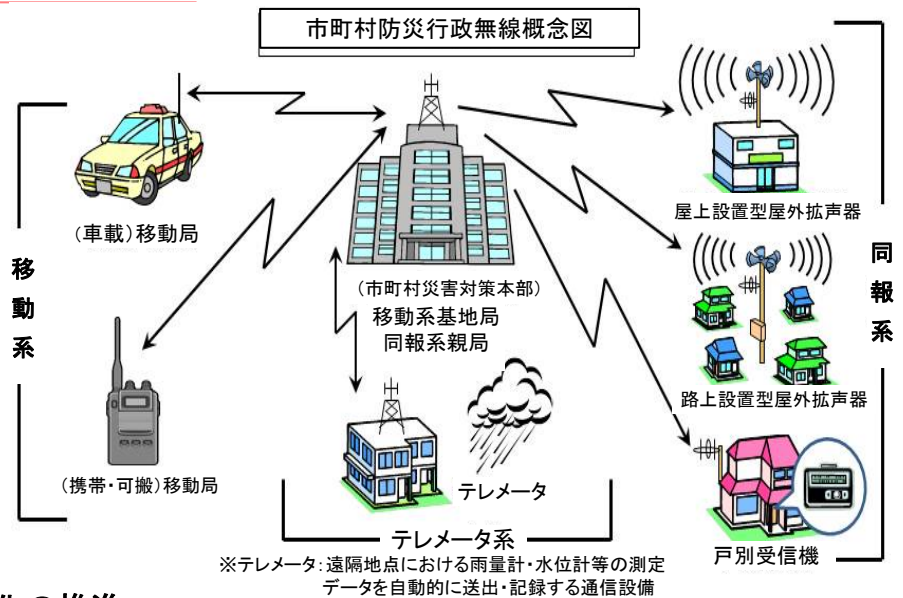 市町村防災行政無線概念図
移動系
(車載)移動局
(携帯・可搬)移動局
(市町村災害対策本部)
移動系基地局
同報系親局
テレメータ
テレメータ系
※テレメータ:遠隔地点における雨量計・水位計等の測定
データを自動的に送出・記録する通信設備
同報系
屋上設置型屋外拡声器
路上設置型屋外拡声器
戸別受信機
の推進